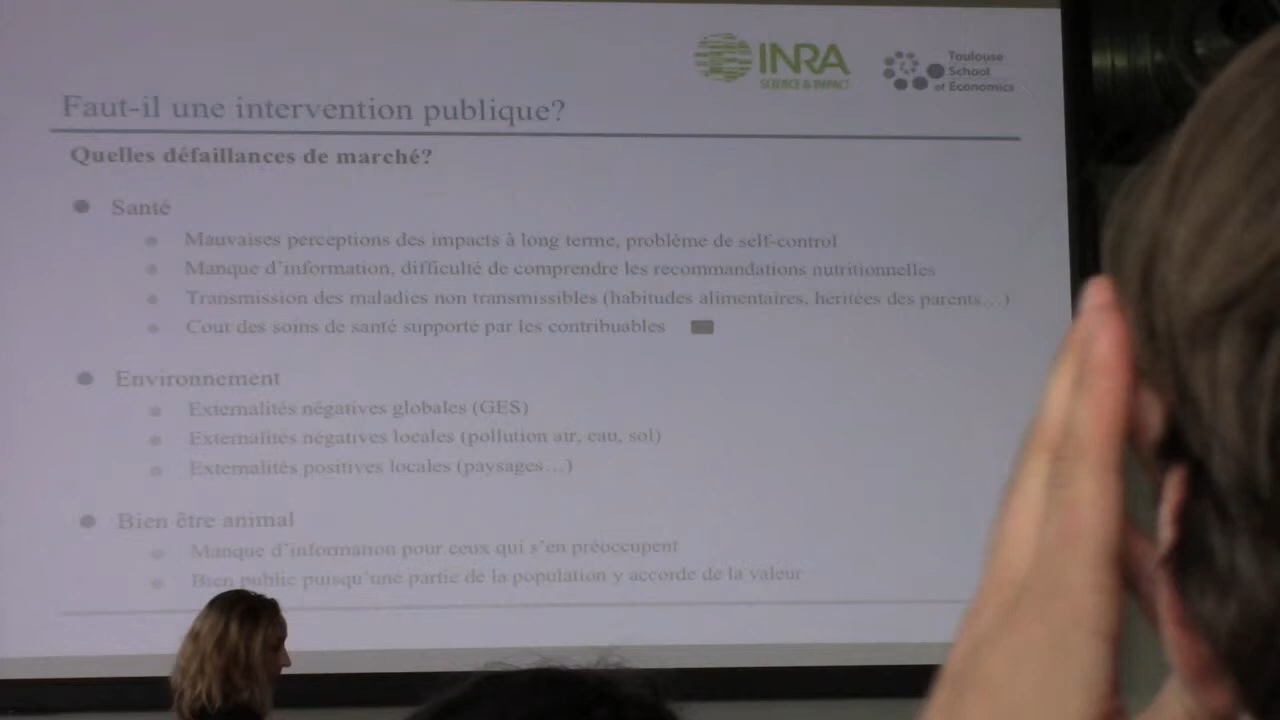 INRA
SCIENCE & IMPACT
Toulouse
School
of Economics
Faut-il une intervention publique?
Quelles défaillances de marché?
Santé
Mauvaises perceptions des impacts à long terme, problème de self-control
Manque d'information, difficulté de comprendre les recommandations nutritionnelles
Transmission des maladies non transmissibles (habitudes alimentaires, héritées des parents…)
Cout des soins de santé supporté par les contribuables
Environnement
Externalités négatives globales (GES)
Externalités négatives locales (pollution air, eau, sol)
Externalités positives locales (paysages…)
Bien être animal
Manque d'information pour ceux qui s'en préoccupent
Bien public puisqu'une partie de la population y accorde de la valeur